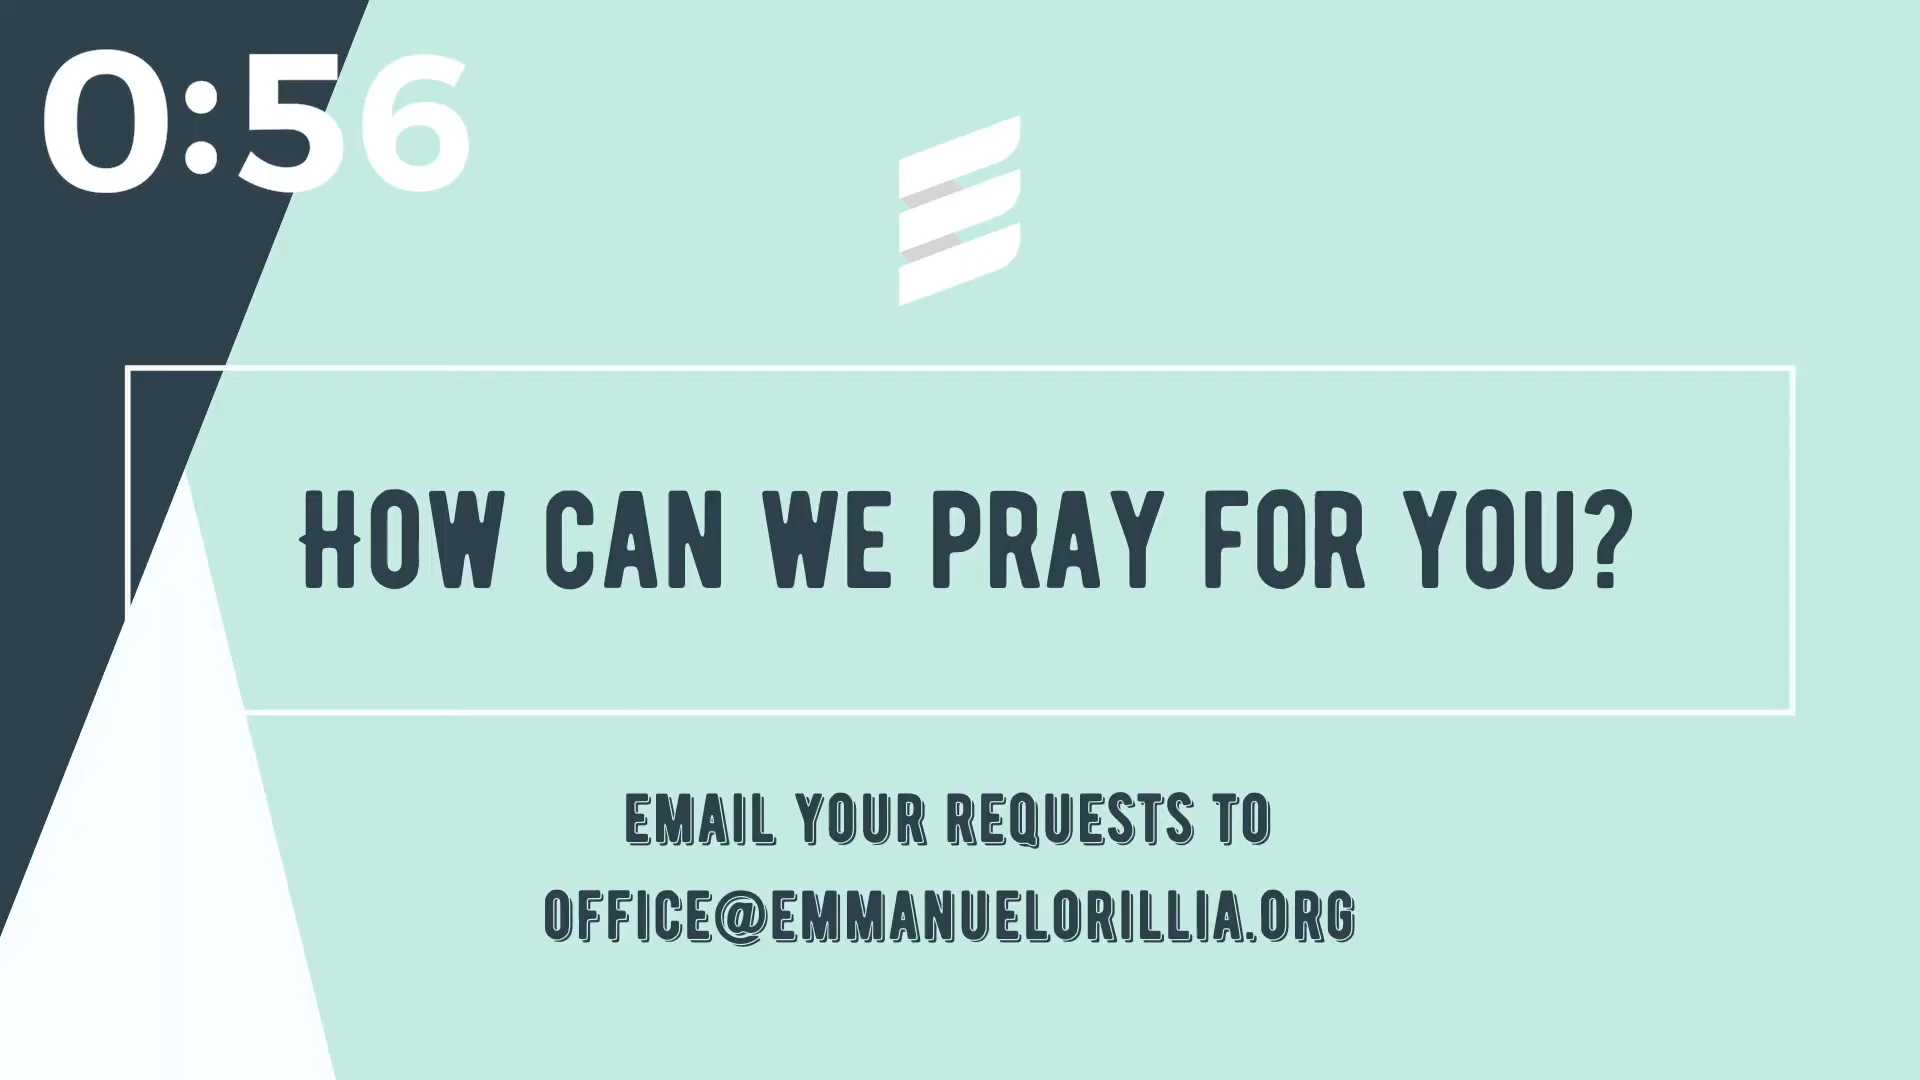 0:56
HOW CAN WE PRAY FOR YOU?
EMAIL YOUR REQUESTS TO
OFFICE@EMMANUELORILLIA.ORG